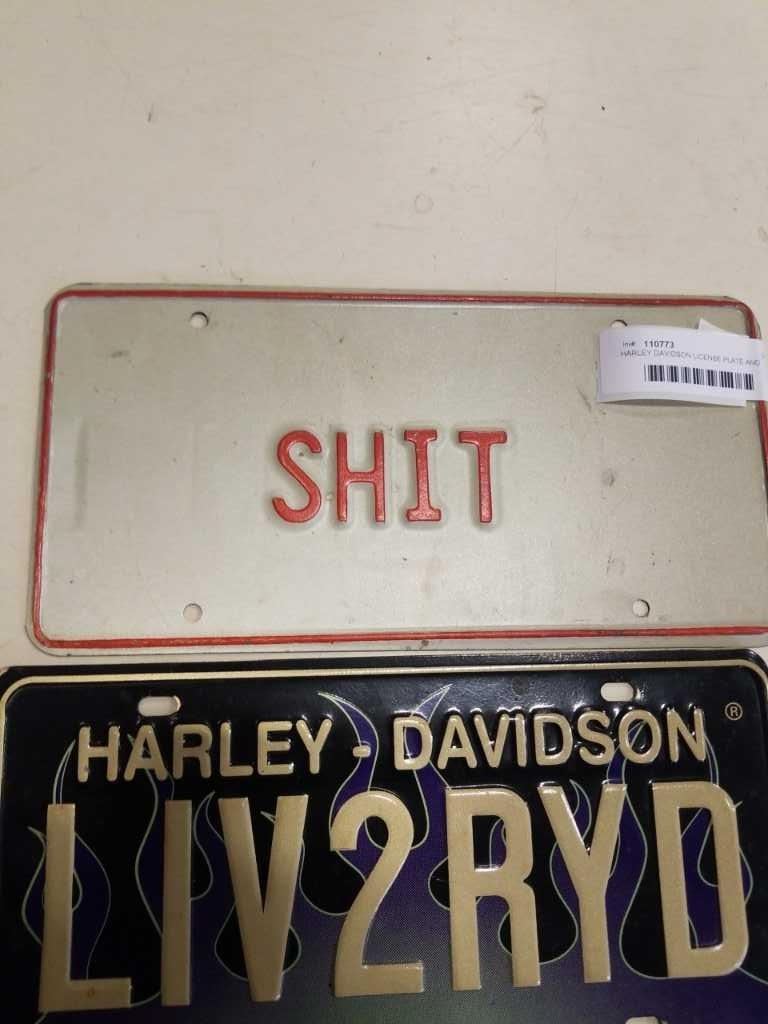 Inv#: 110773
HARLEY DAVIDSON LICENSE PLATE AND
SHIT
HARLEY - DAVIDSON ®
LIV2RYD